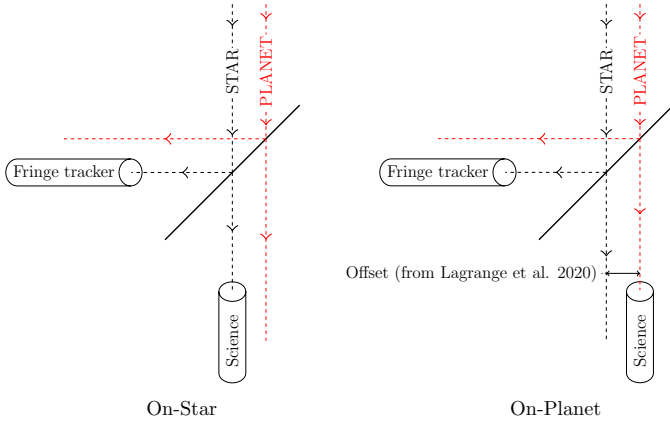 STAR
PLANET
Fringe tracker
Science
On-Star
STAR
PLANET
Fringe tracker
Offset (from Lagrange et al. 2020)
Science
On-Planet